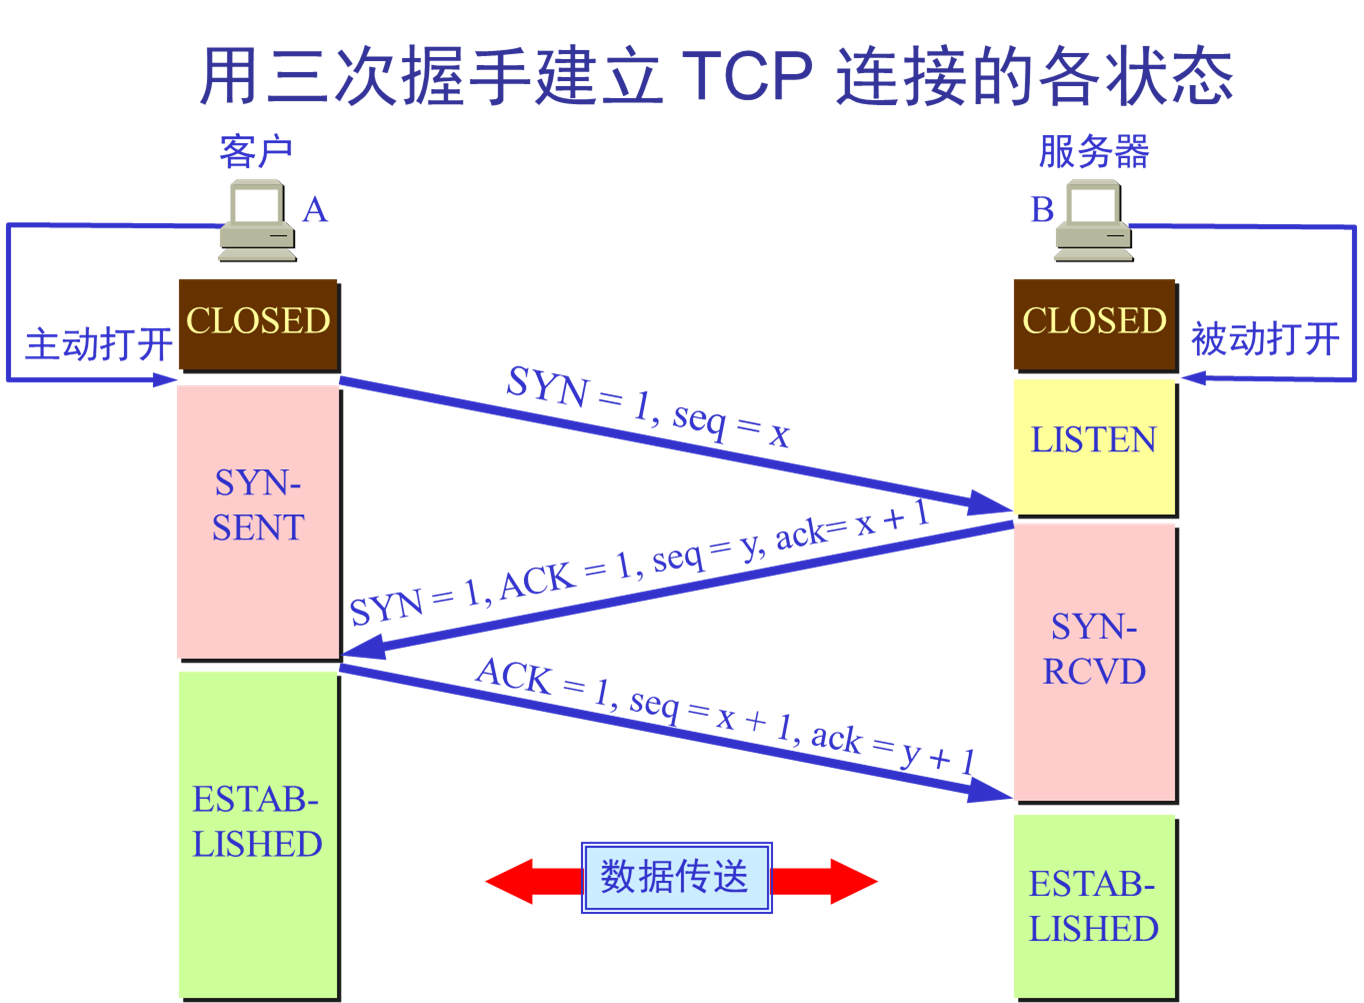 用三次握手建立 TCP 连接的各状态
客户
服务器
A
B
CLOSED
CLOSED
主动打开
被动打开
SYN = 1, seq = x
LISTEN
SYN-
SENT
SYN = 1, ACK = 1, seq = y, ack= x + 1
SYN-
RCVD
ACK = 1, seq = x + 1, ack = y + 1
ESTAB-
LISHED
数据传送
ESTAB-
LISHED